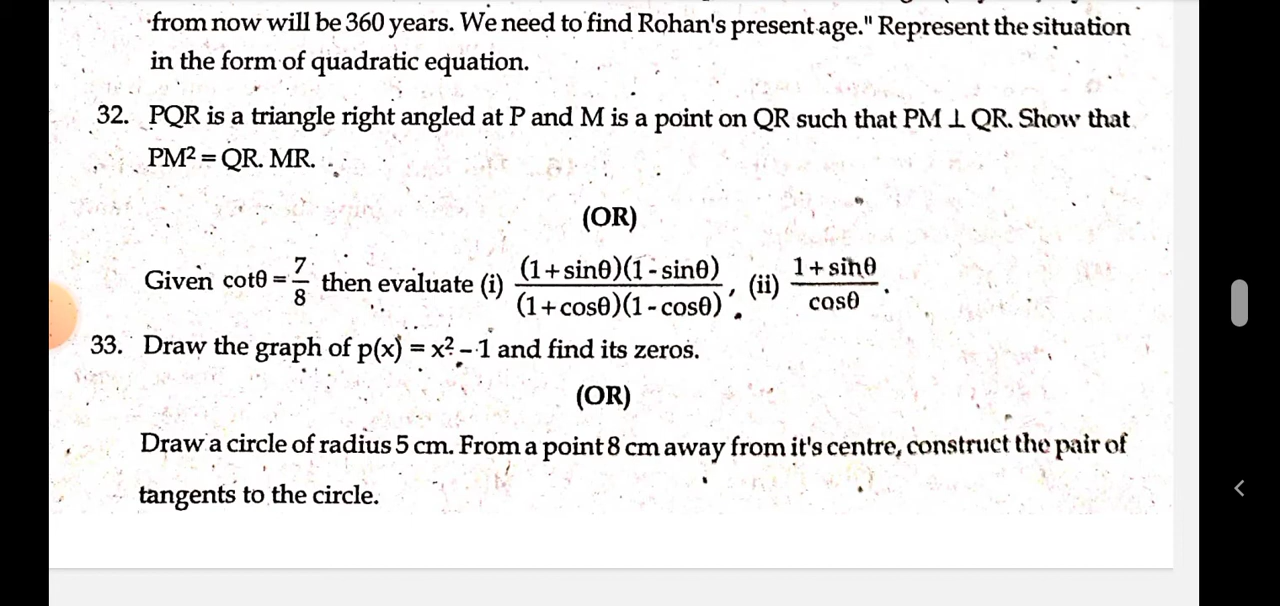 from now will be 360 years. We need to find Rohan's present age." Represent the situation
in the form of quadratic equation.
32. PQR is a triangle right angled at P and M is a point on QR such that PM ⊥ QR. Show that
PM² = QR. MR.
(OR)
Given cotθ = 7/8 then evaluate (i) (1+sinθ)(1-sinθ)/(1+cosθ)(1-cosθ), (ii) 1+sinθ/cosθ.
33. Draw the graph of p(x) = x² – 1 and find its zeros.
(OR)
Draw a circle of radius 5 cm. From a point 8 cm away from it's centre, construct the pair of
tangents to the circle.